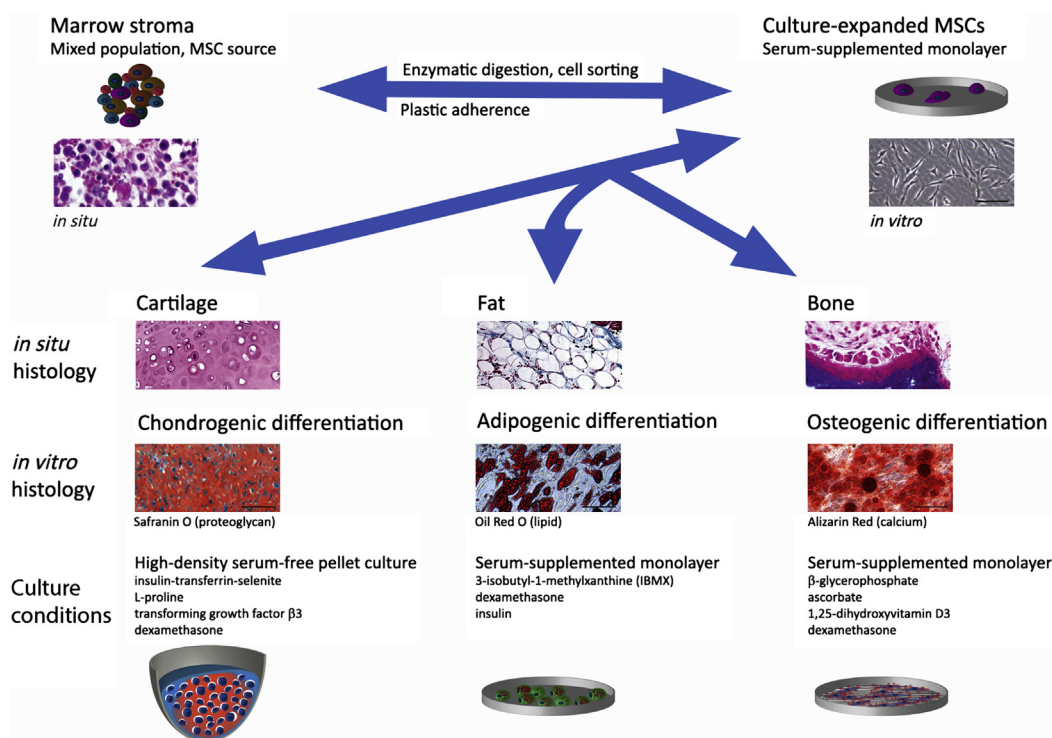 Marrow stroma
Mixed population, MSC source
Culture-expanded MSCs
Serum-supplemented monolayer
Enzymatic digestion, cell sorting
Plastic adherence
in situ
in vitro
Cartilage
Fat
Bone
in situ
histology
Chondrogenic differentiation
Adipogenic differentiation
Osteogenic differentiation
in vitro
histology
Safranin O (proteoglycan)
Oil Red O (lipid)
Alizarin Red (calcium)
Culture
conditions
High-density serum-free pellet culture
insulin-transferrin-selenite
L-proline
transforming growth factor β3
dexamethasone
Serum-supplemented monolayer
3-isobutyl-1-methylxanthine (IBMX)
dexamethasone
insulin
Serum-supplemented monolayer
β-glycerophosphate
ascorbate
1,25-dihydroxyvitamin D3
dexamethasone